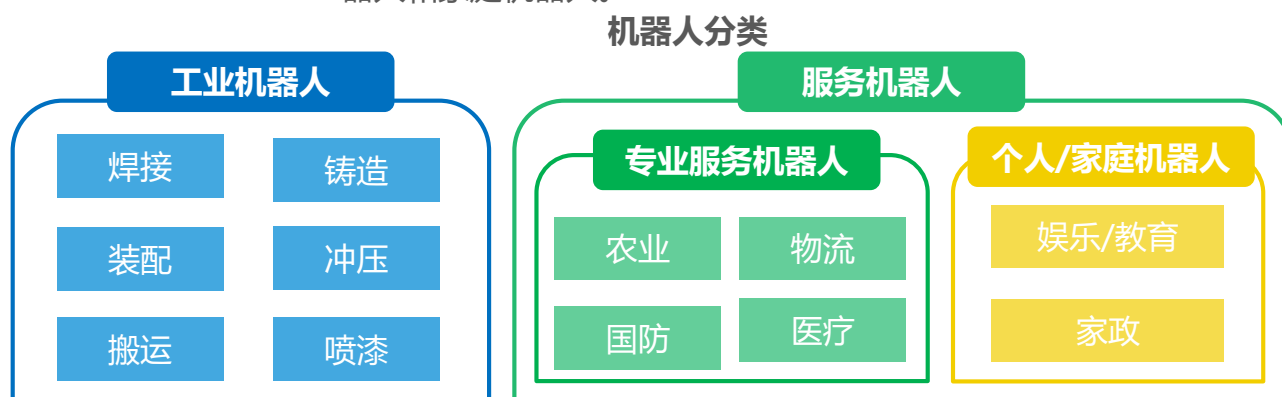 机器人分类
工业机器人
服务机器人
焊接
铸造
装配
冲压
搬运
喷漆
专业服务机器人
农业
物流
国防
医疗
个人/家庭机器人
娱乐/教育
家政